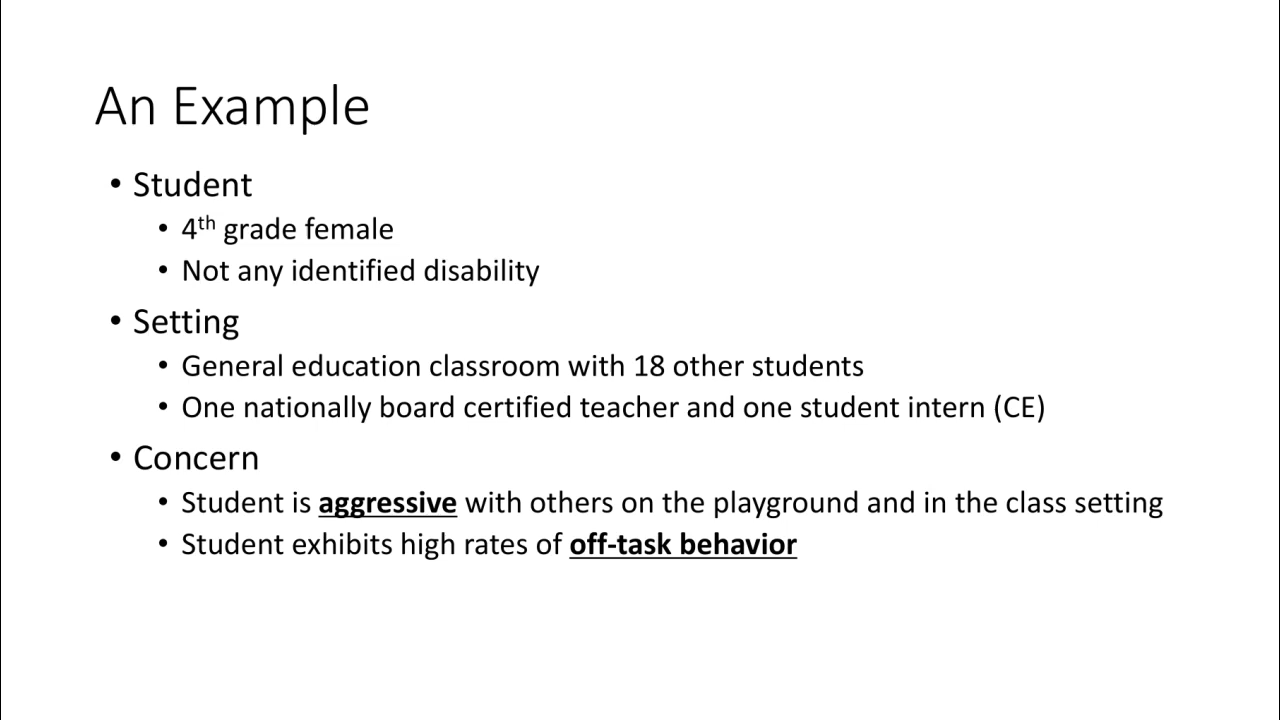 An Example
• Student
• 4th grade female
• Not any identified disability
• Setting
• General education classroom with 18 other students
• One nationally board certified teacher and one student intern (CE)
• Concern
• Student is aggressive with others on the playground and in the class setting
• Student exhibits high rates of off-task behavior